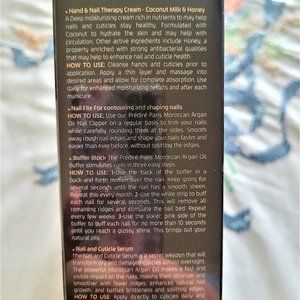 - Hand & Nail Therapy Cream - Coconut Milk & Honey
A Deep moisturizing cream rich in nutrients to may help
nails and cuticles stay healthy. Formulated with
Coconut to hydrate the skin and may help with
circulation. Other active ingredients include Honey a
property enriched with strong antibacterial qualities
that may help to enhance nail and cuticle health.
HOW TO USE: Cleanse hands and cuticles prior to
application. Apply a thin layer and massage into
desired areas and allow for complete absorption. Use
daily for enhanced moisturizing results and after each
manicure.
- Nail File For contouring and shaping nails
HOW TO USE: Use our Prédiré Paris Moroccan Argan
Oil Nail Clipper on a regular basis to trim your nails
while carefully rounding them at the sides. Smooth
away rough nail edges and shape your nails faster and
easier than ever before, without splitting the edges.
- Buffer Block The Prédiré Paris Moroccan Argan Oil
Buffer stimulates nails in three easy steps
HOW TO USE: 1-Use the back of the buffer in a
back-and-forth motion over the nail. Keep going for
several seconds until the nail has a smooth sheen.
Repeat this every month. 2-use the white strip to buff
each nail for several seconds. This will remove all
remaining ridges and stimulate the nail bed. Repeat
every few weeks. 3-use the slicker, pink side of the
buffer to buff each nail for no more than 10 seconds
until you reach a glossy shine. This brings out your
natural oils.
- Nail and Cuticle Serum
The Nail and Cuticle Serum is a secret weapon that will
transform dry and damaged cuticles almost overnight.
The powerful Moroccan Argan Oil makes a fast and
visible impact on the nails, making them stronger and
smoother with fewer ridges, enhances natural nail
growth, and battles brittleness and splitting edges.
HOW TO USE: Apply directly to cuticles daily and